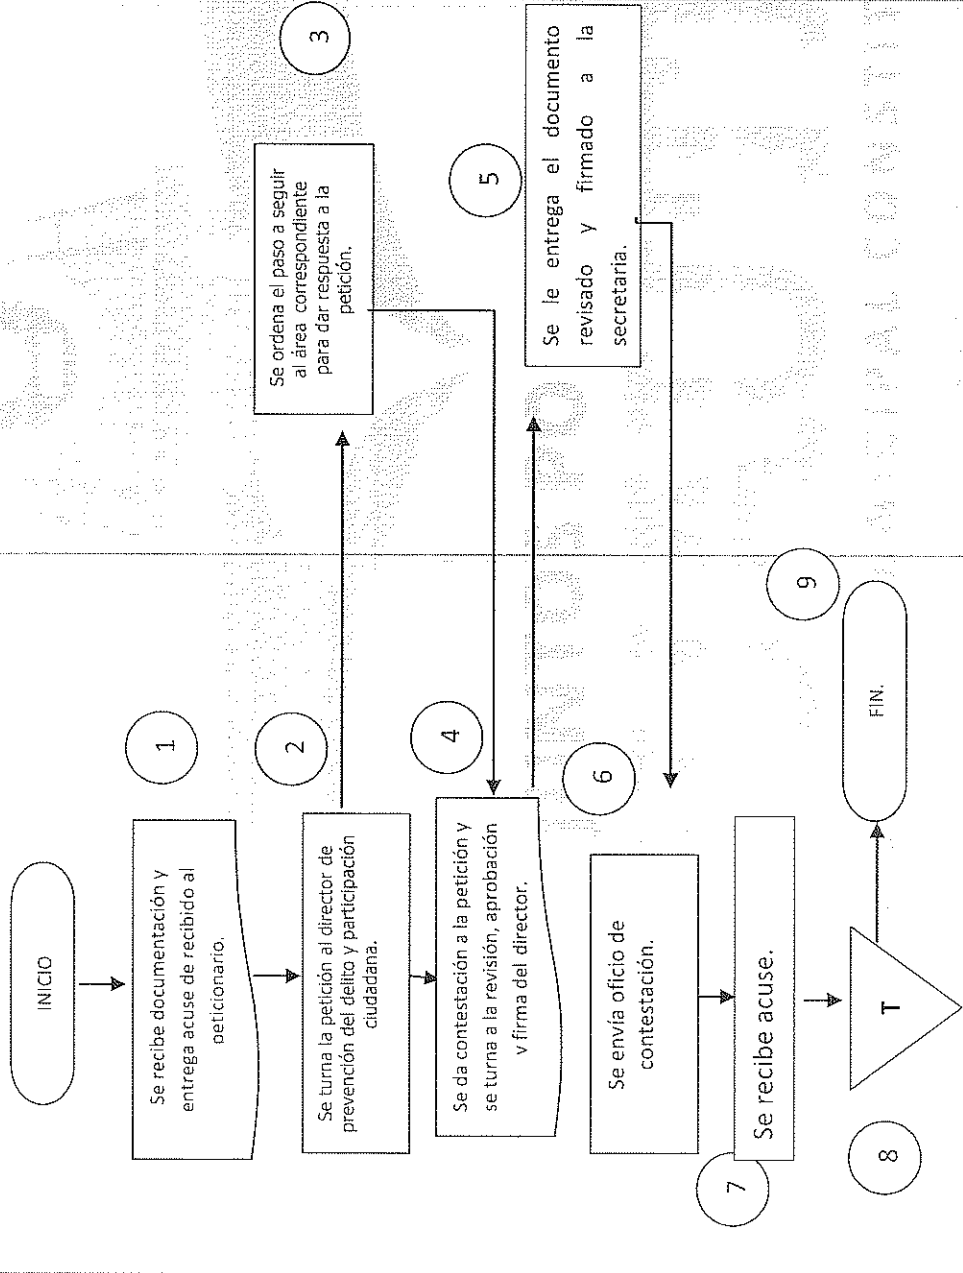 INICIO
1
Se recibe documentación y
entrega acuse de recibido al
peticionario.
2
Se turna la petición al director de
prevención del delito y participación
ciudadana.
3
Se ordena el paso a seguir
al área correspondiente
para dar respuesta a la
petición.
4
Se da contestación a la petición y
se turna a la revisión, aprobación
y firma del director.
5
Se le entrega el documento
revisado y firmado a la
secretaria.
6
Se envía oficio de
contestación.
7
Se recibe acuse.
8
T
9
FIN.